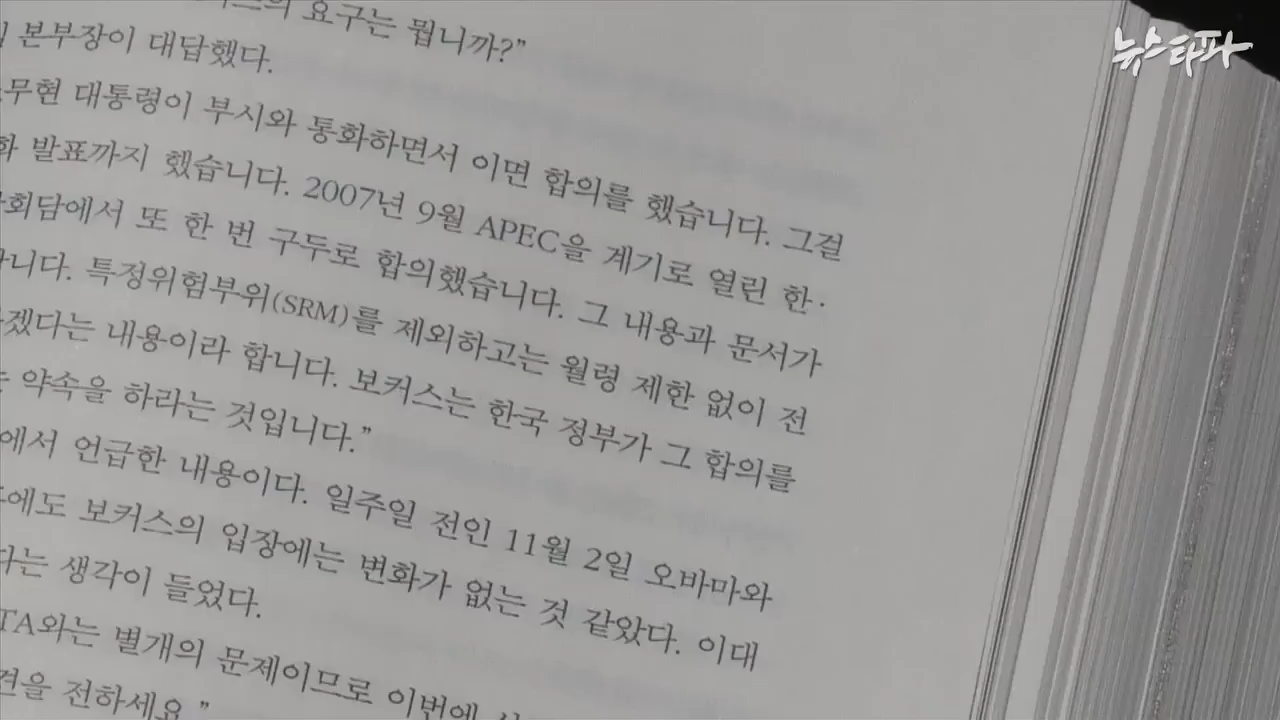 요구는 뭡니까?”
본부장이 대답했다.
무현 대통령이 부시와 통화하면서 이면 합의를 했습니다. 그걸
화 발표까지 했습니다. 2007년 9월 APEC을 계기로 열린 한·
회담에서 또 한 번 구두로 합의했습니다. 그 내용과 문서가
니다. 특정위험부위(SRM)를 제외하고는 월령 제한 없이 전
겠다는 내용이라 합니다. 보커스는 한국 정부가 그 합의를
약속을 하라는 것입니다.”
에서 언급한 내용이다. 일주일 전인 11월 2일 오바마와
에도 보커스의 입장에는 변화가 없는 것 같았다. 이대
다는 생각이 들었다.
TA와는 별개의 문제이므로 이번에
견을 전하세요.”
뉴스타파